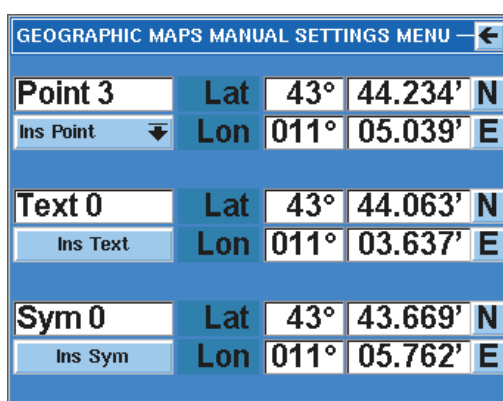 GEOGRAPHIC MAPS MANUAL SETTINGS MENU
Point 3 Lat 43° 44.234' N
Ins Point Lon 011° 05.039' E
Text 0 Lat 43° 44.063' N
Ins Text Lon 011° 03.637' E
Sym 0 Lat 43° 43.669' N
Ins Sym Lon 011° 05.762' E